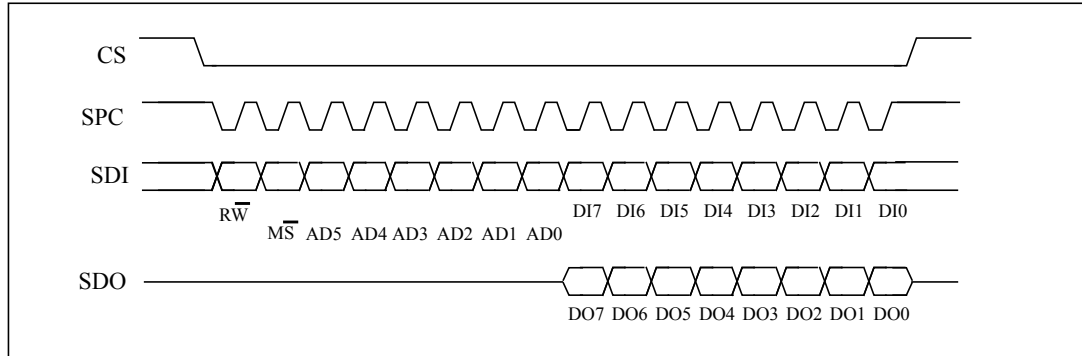 CS
SPC
SDI
RW̅
DI7 DI6 DI5 DI4 DI3 DI2 DI1 DI0
MS̅ AD5 AD4 AD3 AD2 AD1 AD0
SDO
DO7 DO6 DO5 DO4 DO3 DO2 DO1 DO0